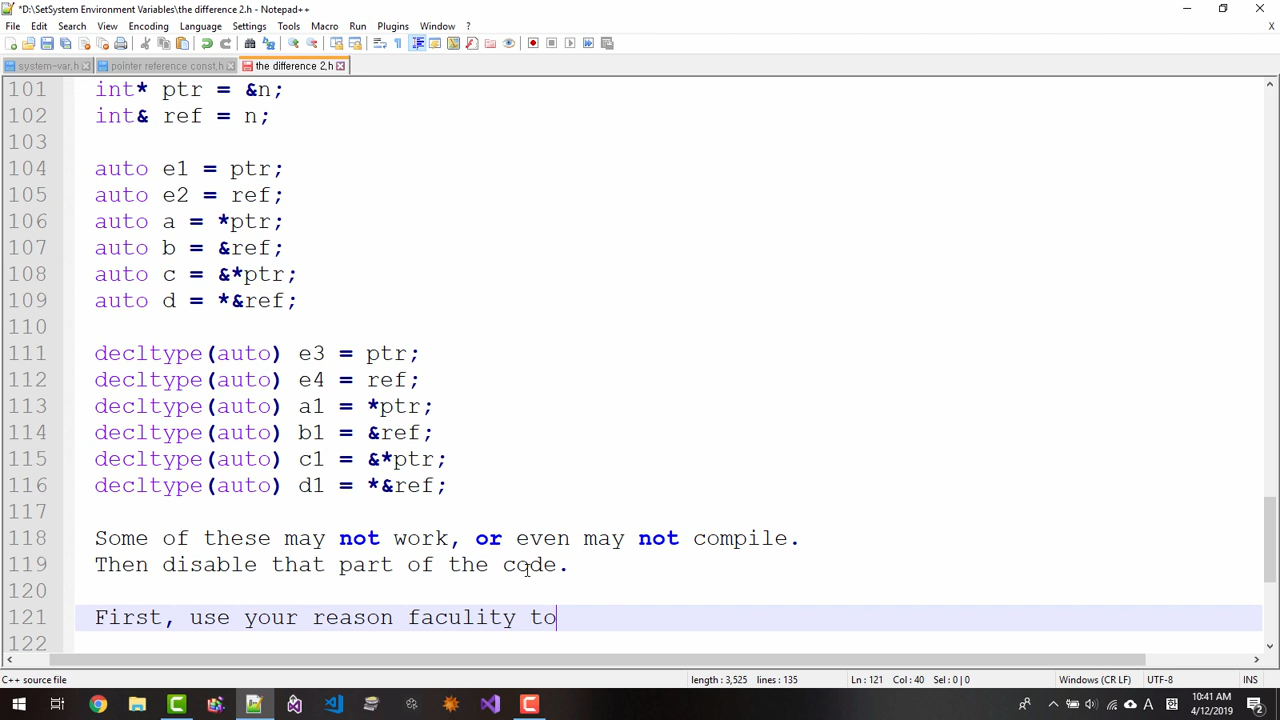 *D:\SetSystem Environment Variables\the difference 2.h - Notepad++
File Edit Search View Encoding Language Settings Tools Macro Run Plugins Window ?
X
system-var.h pointer reference const.h the difference 2.h
101 int* ptr = &n;
102 int& ref = n;
103
104 auto e1 = ptr;
105 auto e2 = ref;
106 auto a = *ptr;
107 auto b = &ref;
108 auto c = &*ptr;
109 auto d = *&ref;
110
111 decltype(auto) e3 = ptr;
112 decltype(auto) e4 = ref;
113 decltype(auto) a1 = *ptr;
114 decltype(auto) b1 = &ref;
115 decltype(auto) c1 = &*ptr;
116 decltype(auto) d1 = *&ref;
117
118 Some of these may not work, or even may not compile.
119 Then disable that part of the code.
120
121 First, use your reason faculity to
122
C++ source file length : 3,525 lines : 135 Ln : 121 Col : 40 Sel : 0 | 0 Windows (CR LF) UTF-8 INS
10:41 AM
4/12/2019